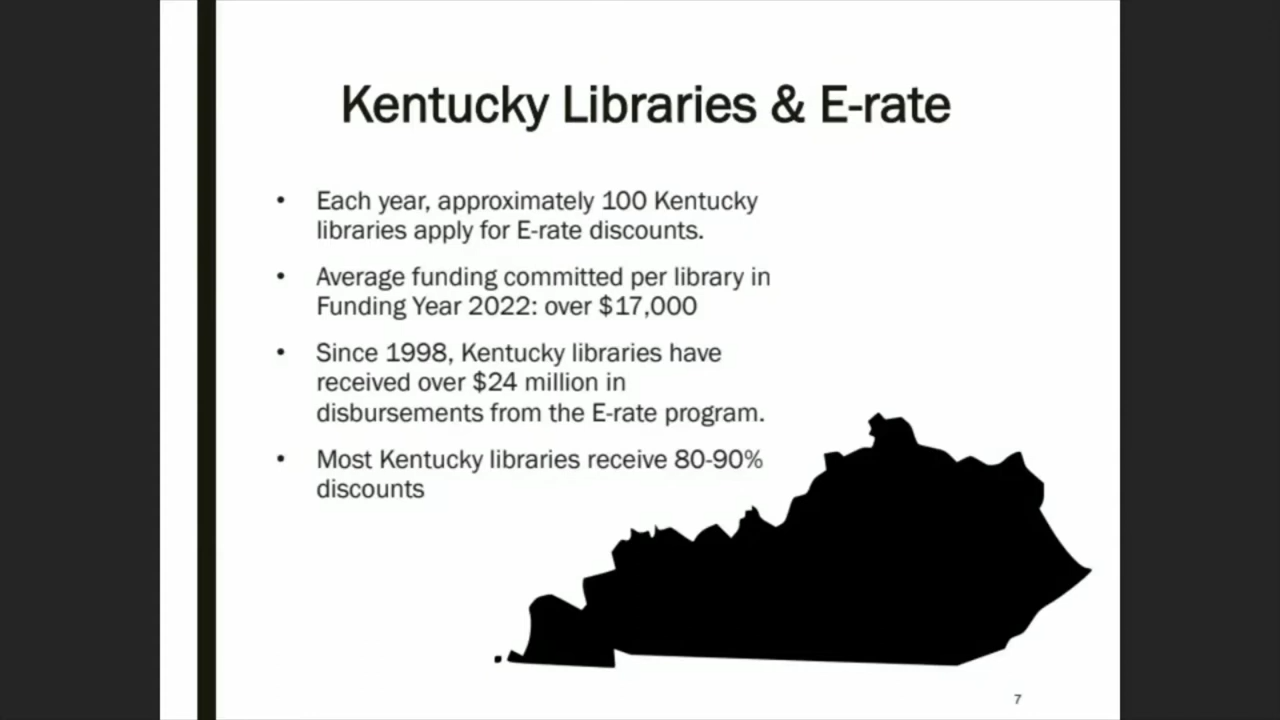 Kentucky Libraries & E-rate
• Each year, approximately 100 Kentucky
libraries apply for E-rate discounts.
• Average funding committed per library in
Funding Year 2022: over $17,000
• Since 1998, Kentucky libraries have
received over $24 million in
disbursements from the E-rate program.
• Most Kentucky libraries receive 80-90%
discounts
7